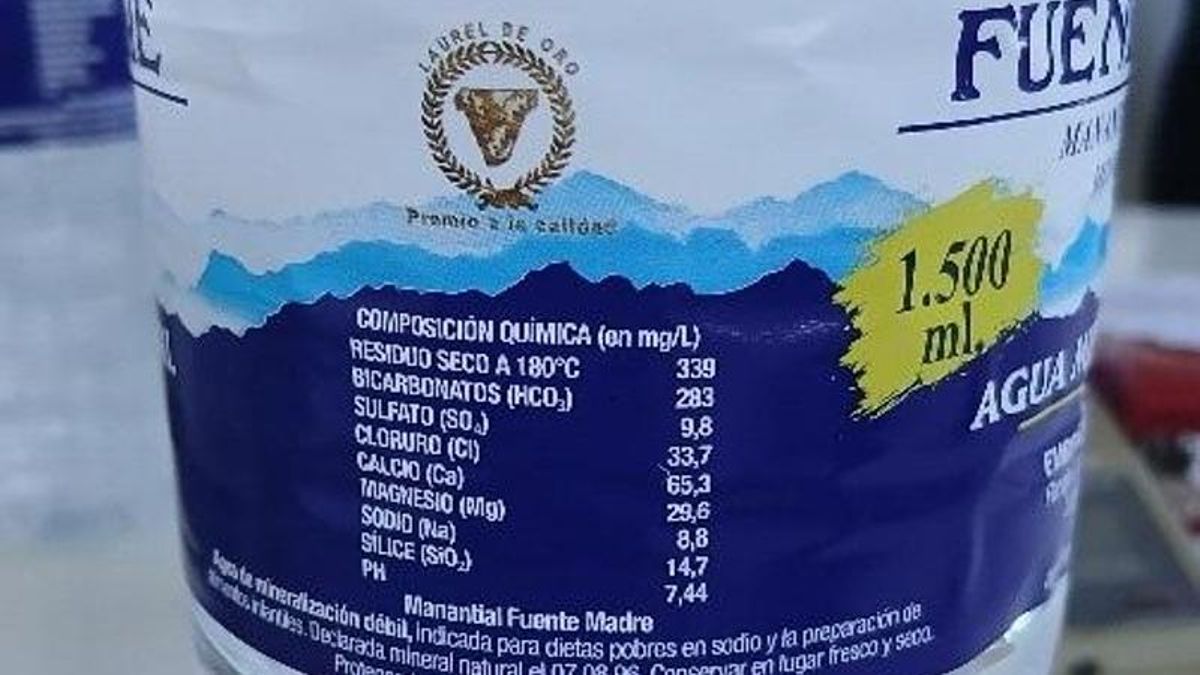 LAUREL DE ORO
Premio a la calidad
FUEN
1.500
ml.
AGUA
COMPOSICIÓN QUÍMICA (en mg/L)
RESIDUO SECO A 180°C 339
BICARBONATOS (HCO₃) 283
SULFATO (SO₄) 9,8
CLORURO (Cl) 33,7
CALCIO (Ca) 65,3
MAGNESIO (Mg) 29,6
SODIO (Na) 8,8
SÍLICE (SiO₂) 14,7
PH 7,44
Manantial Fuente Madre
Agua de mineralización débil, indicada para dietas pobres en sodio y la preparación de
alimentos infantiles. Declarada mineral natural el 07.08.96. Conservar en lugar fresco y seco.